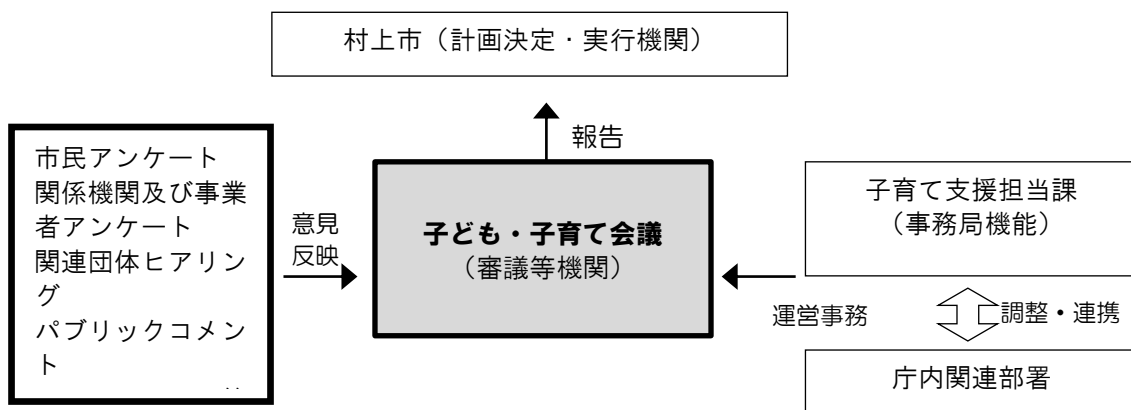 村上市（計画決定・実行機関）
報告
市民アンケート
関係機関及び事業
者アンケート
関連団体ヒアリン
グ
パブリックコメン
ト
意見
反映
子ども・子育て会議
（審議等機関）
子育て支援担当課
（事務局機能）
運営事務
調整・連携
庁内関連部署